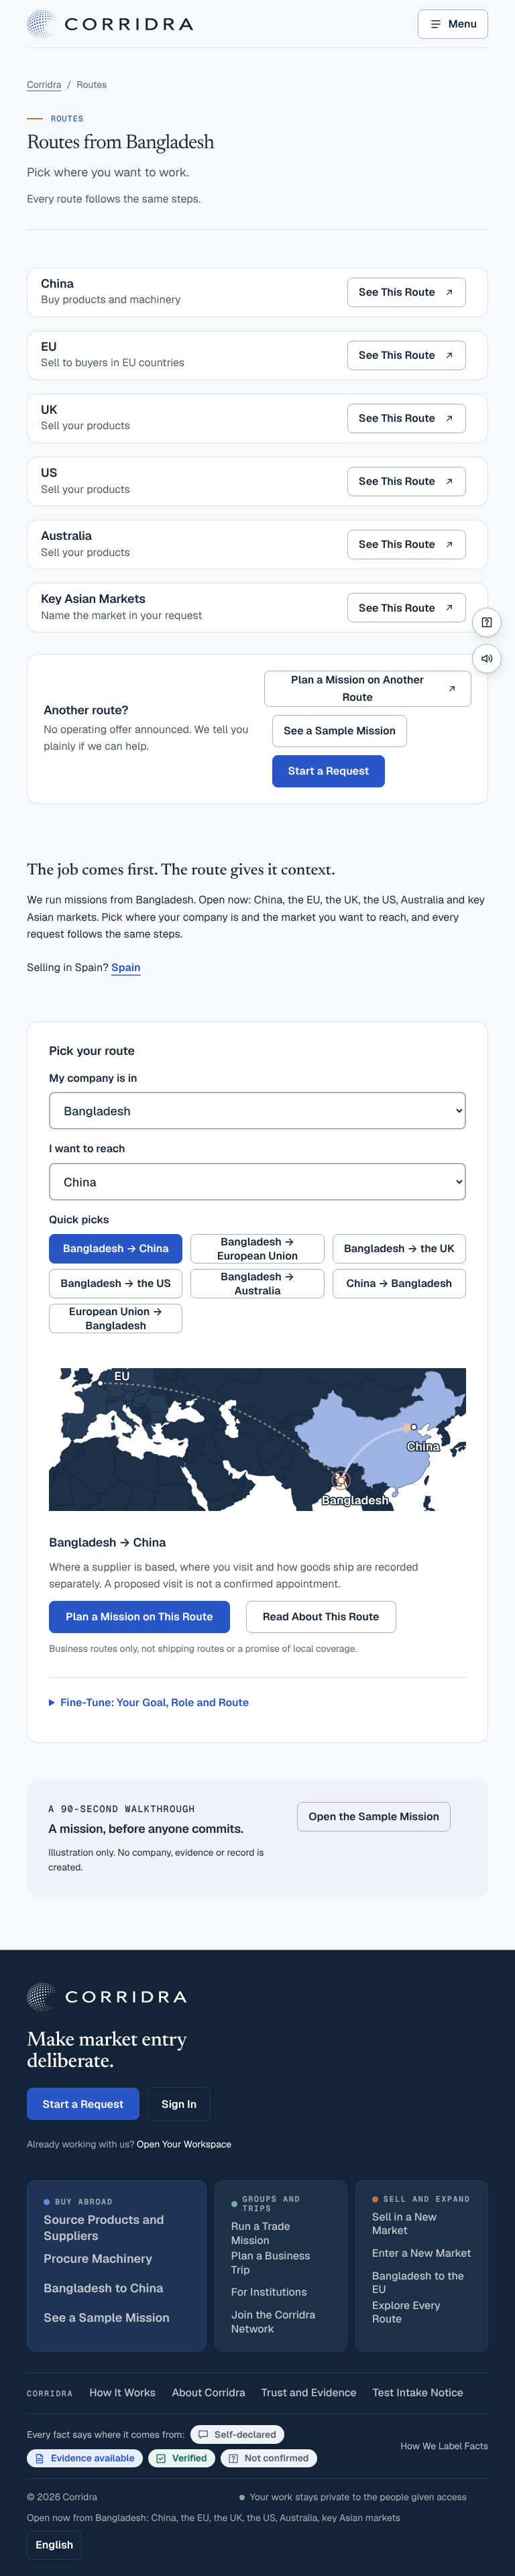 CORRIDRA
Menu
Corridra / Routes
ROUTES
Routes from Bangladesh
Pick where you want to work.
Every route follows the same steps.
China
Buy products and machinery
See This Route
EU
Sell to buyers in EU countries
See This Route
UK
Sell your products
See This Route
US
Sell your products
See This Route
Australia
Sell your products
See This Route
Key Asian Markets
Name the market in your request
See This Route
Another route?
No operating offer announced. We tell you
plainly if we can help.
Plan a Mission on Another
Route
See a Sample Mission
Start a Request
The job comes first. The route gives it context.
We run missions from Bangladesh. Open now: China, the EU, the UK, the US, Australia and key
Asian markets. Pick where your company is and the market you want to reach, and every
request follows the same steps.
Selling in Spain? Spain
Pick your route
My company is in
Bangladesh
I want to reach
China
Quick picks
Bangladesh → China
Bangladesh →
European Union
Bangladesh → the UK
Bangladesh → the US
Bangladesh →
Australia
China → Bangladesh
European Union →
Bangladesh
EU
China
Bangladesh
Bangladesh → China
Where a supplier is based, where you visit and how goods ship are recorded
separately. A proposed visit is not a confirmed appointment.
Plan a Mission on This Route
Read About This Route
Business routes only, not shipping routes or a promise of local coverage.
Fine-Tune: Your Goal, Role and Route
A 90-SECOND WALKTHROUGH
A mission, before anyone commits.
Illustration only. No company, evidence or record is
created.
Open the Sample Mission
CORRIDRA
Make market entry
deliberate.
Start a Request
Sign In
Already working with us? Open Your Workspace
BUY ABROAD
Source Products and
Suppliers
Procure Machinery
Bangladesh to China
See a Sample Mission
GROUPS AND
TRIPS
Run a Trade
Mission
Plan a Business
Trip
For Institutions
Join the Corridra
Network
SELL AND EXPAND
Sell in a New
Market
Enter a New Market
Bangladesh to the
EU
Explore Every
Route
CORRIDRA How It Works About Corridra Trust and Evidence Test Intake Notice
Every fact says where it comes from: Self-declared
Evidence available Verified Not confirmed
How We Label Facts
© 2026 Corridra
Your work stays private to the people given access
Open now from Bangladesh: China, the EU, the UK, the US, Australia, key Asian markets
English